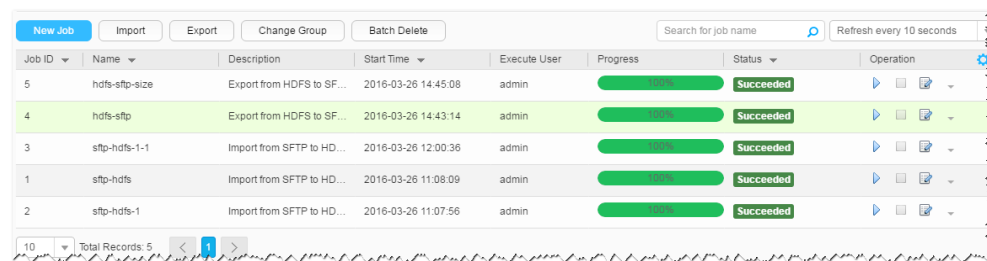 New Job Import Export Change Group Batch Delete Search for job name Refresh every 10 seconds
Job ID Name Description Start Time Execute User Progress Status Operation
5 hdfs-sftp-size Export from HDFS to SF... 2016-03-26 14:45:08 admin 100% Succeeded
4 hdfs-sftp Export from HDFS to SF... 2016-03-26 14:43:14 admin 100% Succeeded
3 sftp-hdfs-1-1 Import from SFTP to HD... 2016-03-26 12:00:36 admin 100% Succeeded
1 sftp-hdfs Import from SFTP to HD... 2016-03-26 11:08:09 admin 100% Succeeded
2 sftp-hdfs-1 Import from SFTP to HD... 2016-03-26 11:07:56 admin 100% Succeeded
10 Total Records: 5 < 1 >